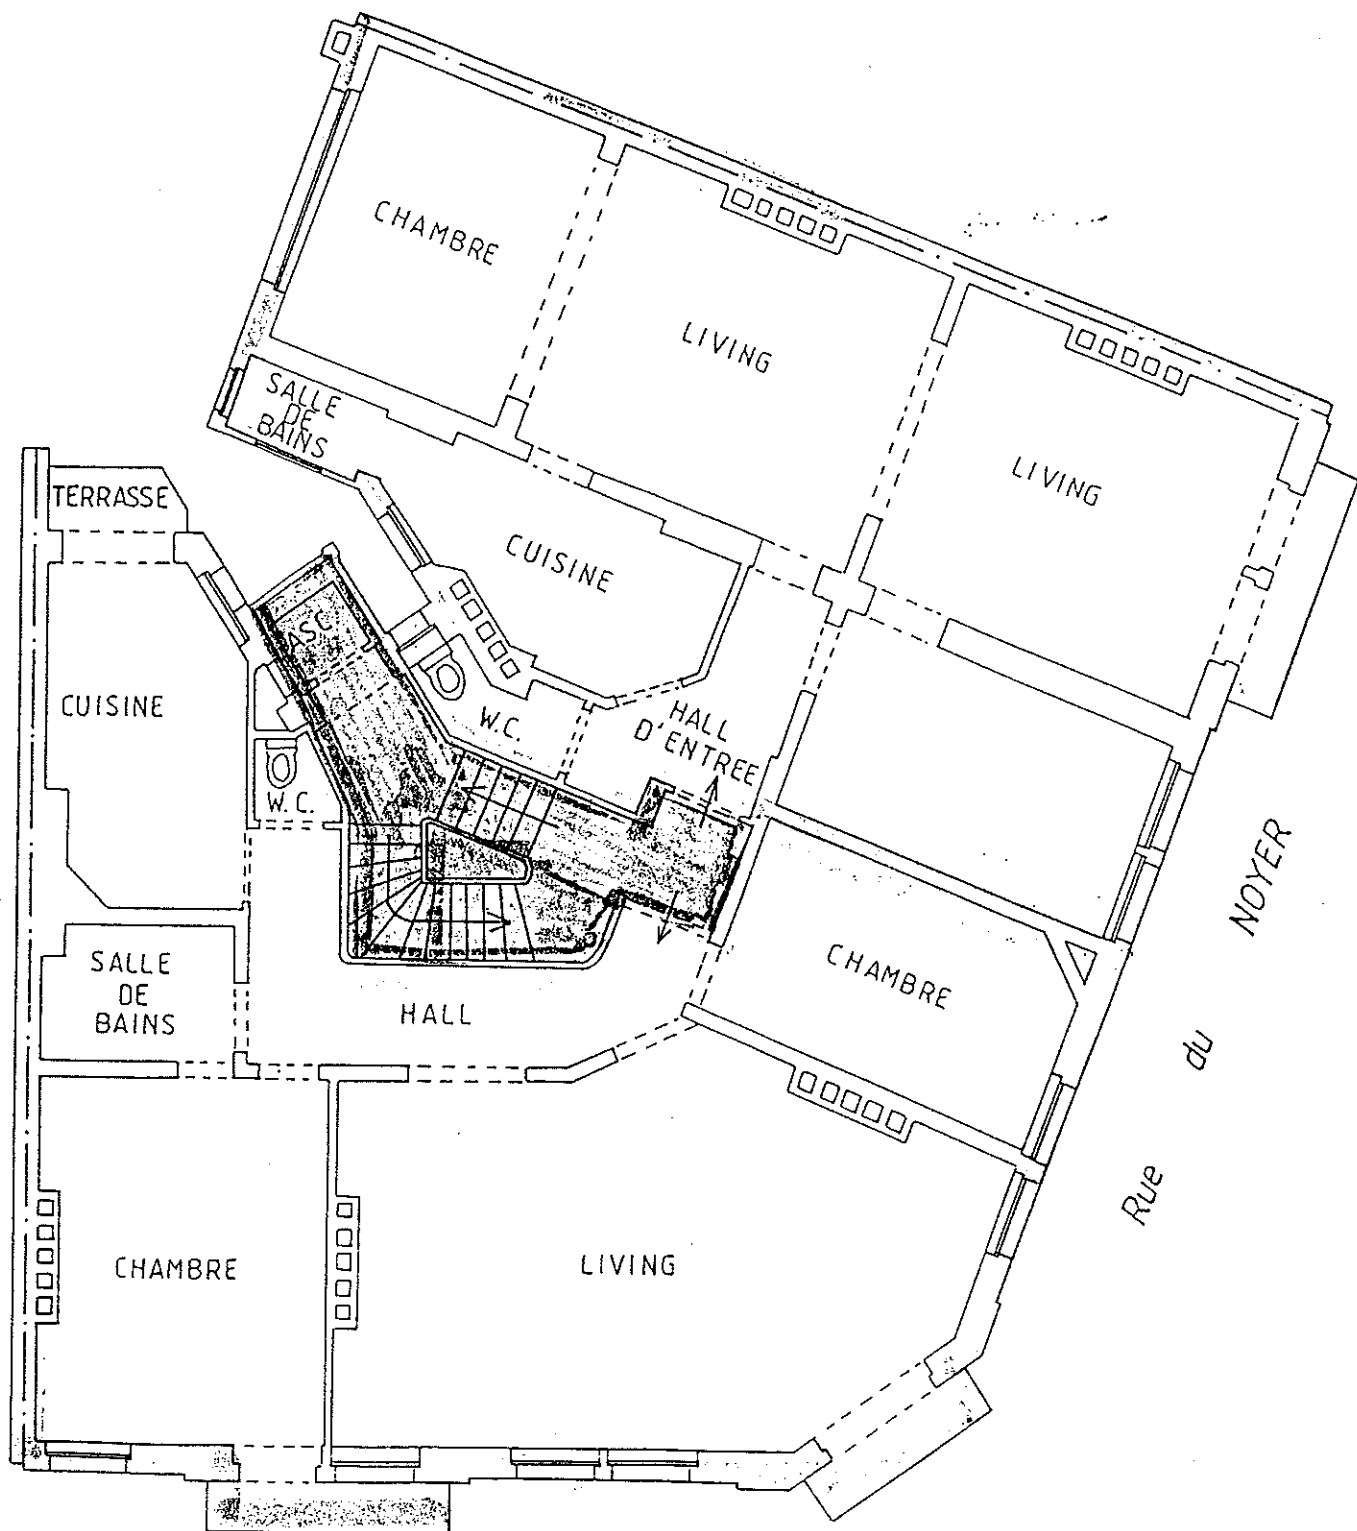 CHAMBRE
LIVING
LIVING
SALLE
DE
BAINS
TERRASSE
CUISINE
ASC
CUISINE
W.C.
HALL
D'ENTREE
W.C.
CHAMBRE
SALLE
DE
BAINS
HALL
CHAMBRE
LIVING
Rue du NOYER